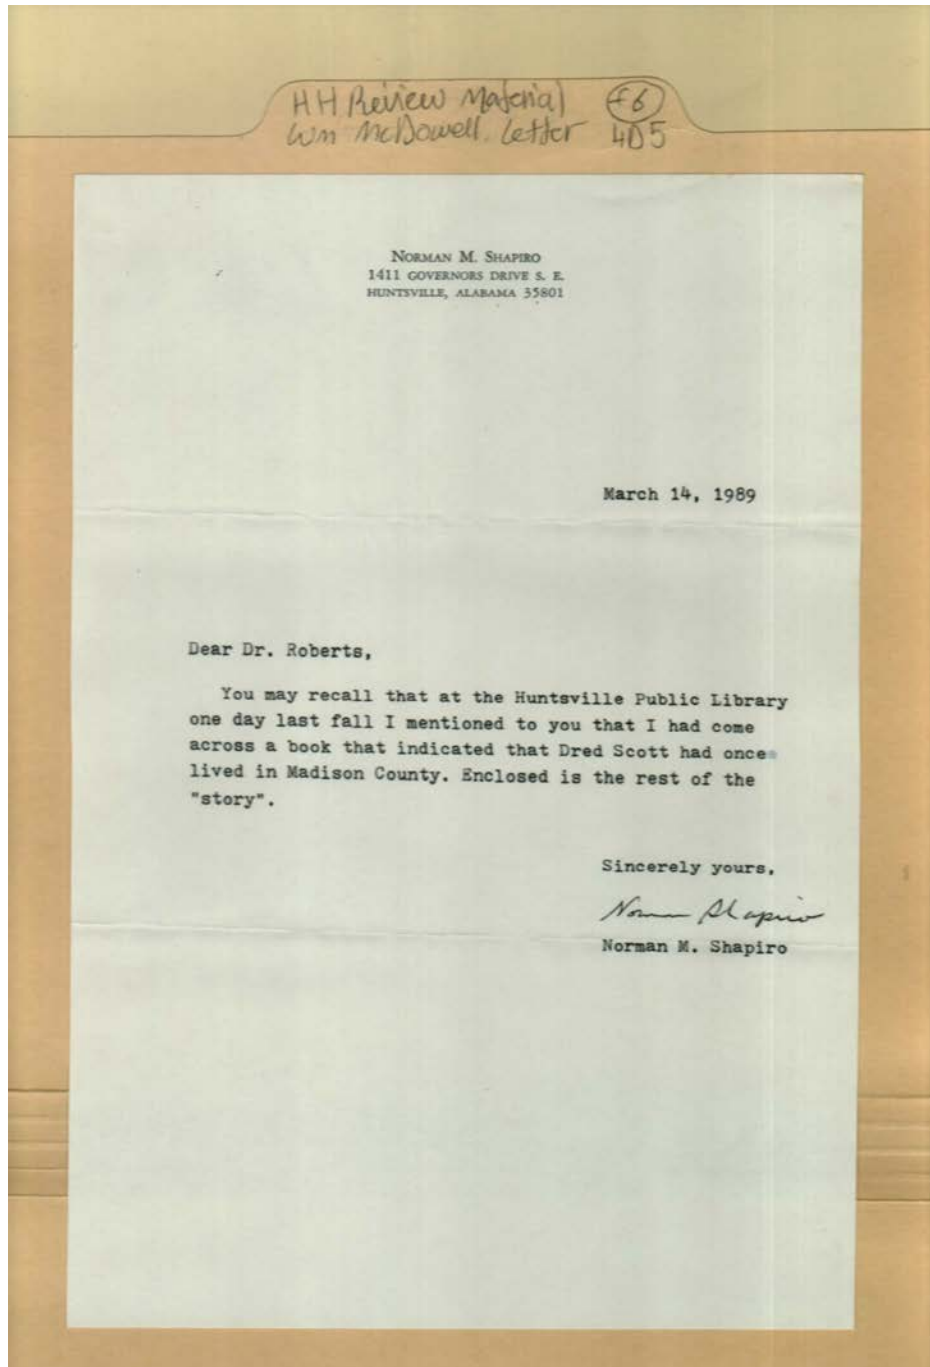 HH Review Material f6
Wm McDowell. Letter 4D5
NORMAN M. SHAPIRO
1411 GOVERNORS DRIVE S. E.
HUNTSVILLE, ALABAMA 35801
March 14, 1989
Dear Dr. Roberts,
You may recall that at the Huntsville Public Library
one day last fall I mentioned to you that I had come
across a book that indicated that Dred Scott had once
lived in Madison County. Enclosed is the rest of the
"story".
Sincerely yours,
Norman Shapiro
Norman M. Shapiro